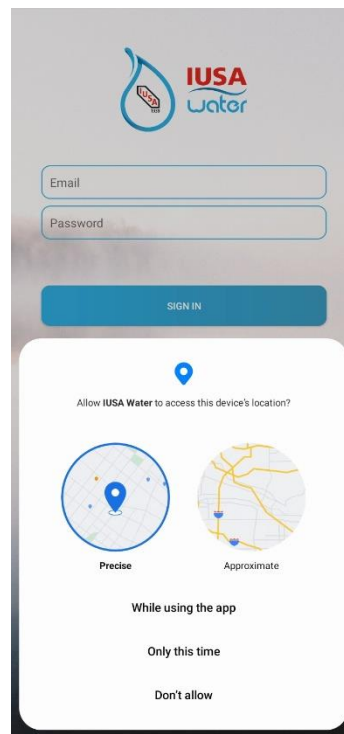 IUSA
IUSA
water
Email
Password
SIGN IN
Allow IUSA Water to access this device's location?
Precise
Approximate
While using the app
Only this time
Don't allow